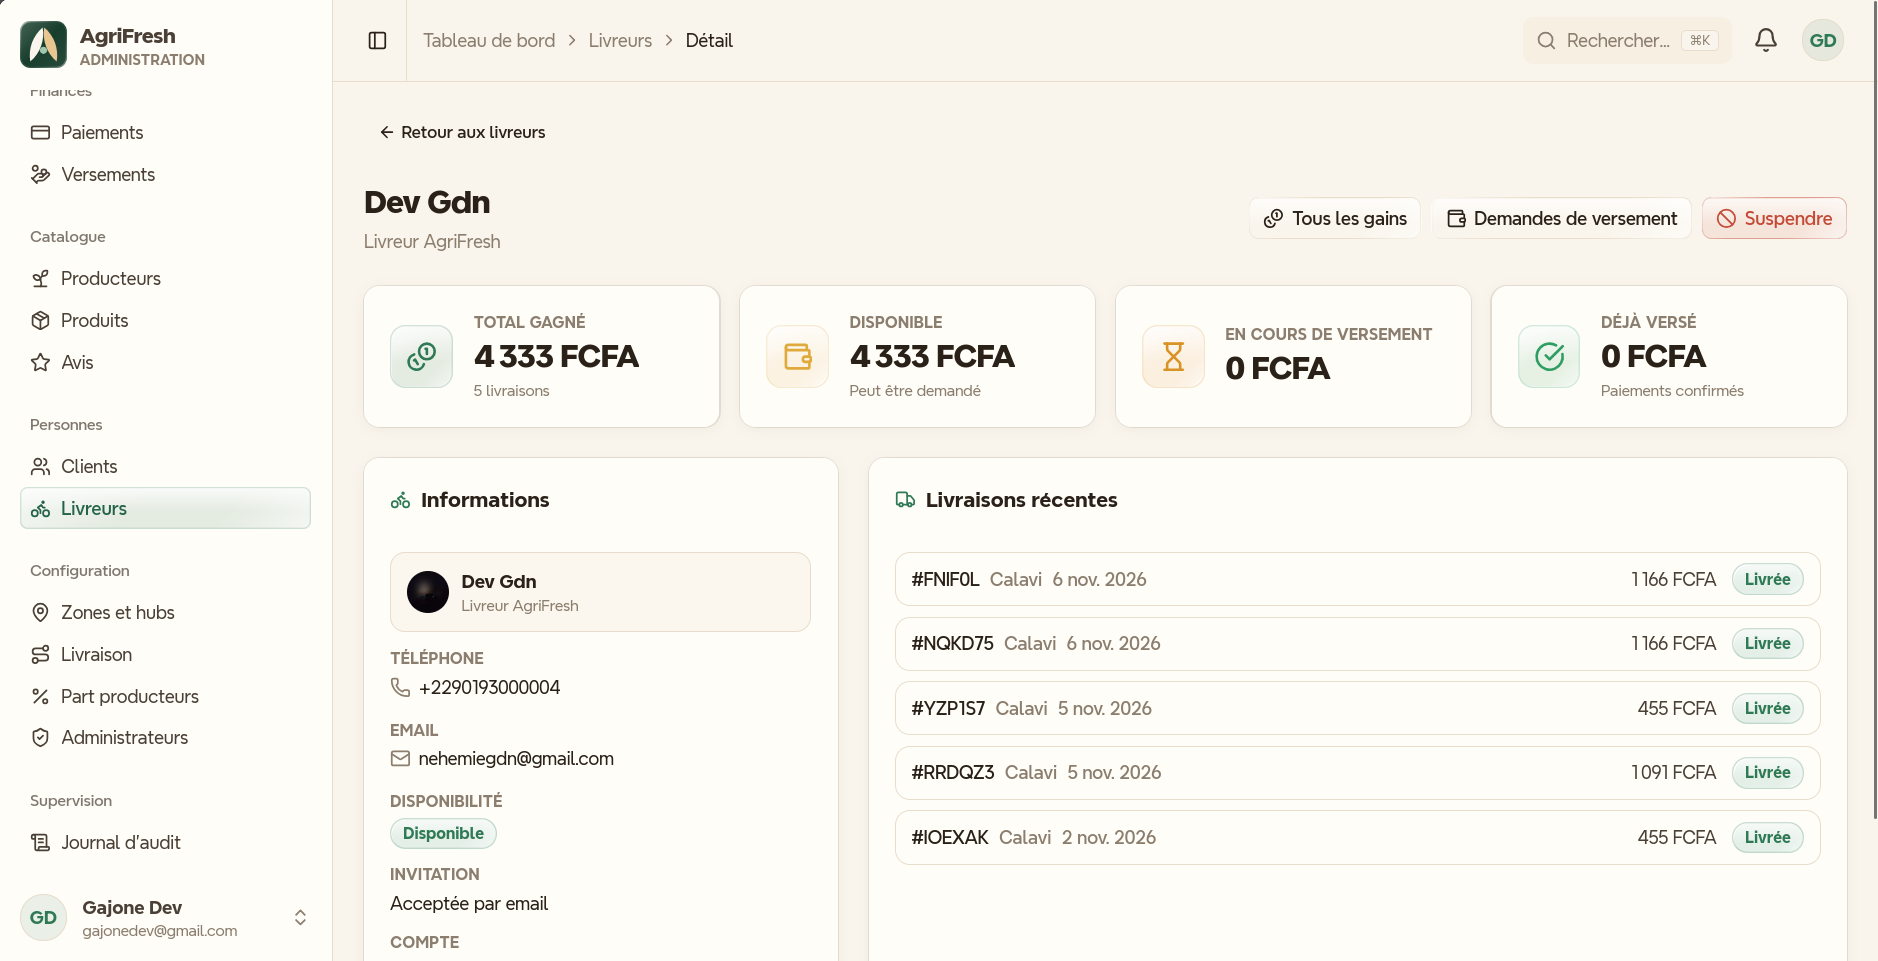 AgriFresh
ADMINISTRATION
Finances
Paiements
Versements
Catalogue
Producteurs
Produits
Avis
Personnes
Clients
Livreurs
Configuration
Zones et hubs
Livraison
Part producteurs
Administrateurs
Supervision
Journal d'audit
GD
Gajone Dev
gajonedev@gmail.com
Tableau de bord > Livreurs > Détail
Rechercher... ⌘K
GD
← Retour aux livreurs
Dev Gdn
Livreur AgriFresh
Tous les gains
Demandes de versement
Suspendre
TOTAL GAGNÉ
4 333 FCFA
5 livraisons
DISPONIBLE
4 333 FCFA
Peut être demandé
EN COURS DE VERSEMENT
0 FCFA
DÉJÀ VERSÉ
0 FCFA
Paiements confirmés
Informations
Dev Gdn
Livreur AgriFresh
TÉLÉPHONE
+2290193000004
EMAIL
nehemiegdn@gmail.com
DISPONIBILITÉ
Disponible
INVITATION
Acceptée par email
COMPTE
Livraisons récentes
#FNIF0L Calavi 6 nov. 2026 1 166 FCFA Livrée
#NQKD75 Calavi 6 nov. 2026 1 166 FCFA Livrée
#YZP1S7 Calavi 5 nov. 2026 455 FCFA Livrée
#RRDQZ3 Calavi 5 nov. 2026 1 091 FCFA Livrée
#IOEXAK Calavi 2 nov. 2026 455 FCFA Livrée